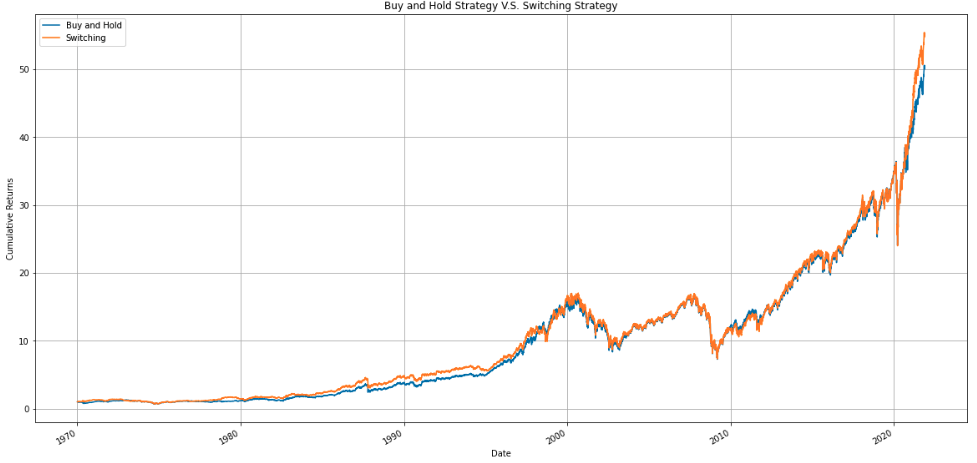 Buy and Hold Strategy V.S. Switching Strategy
Buy and Hold
Switching
Cumulative Returns
50
40
30
20
10
0
1970
1980
1990
2000
2010
2020
Date